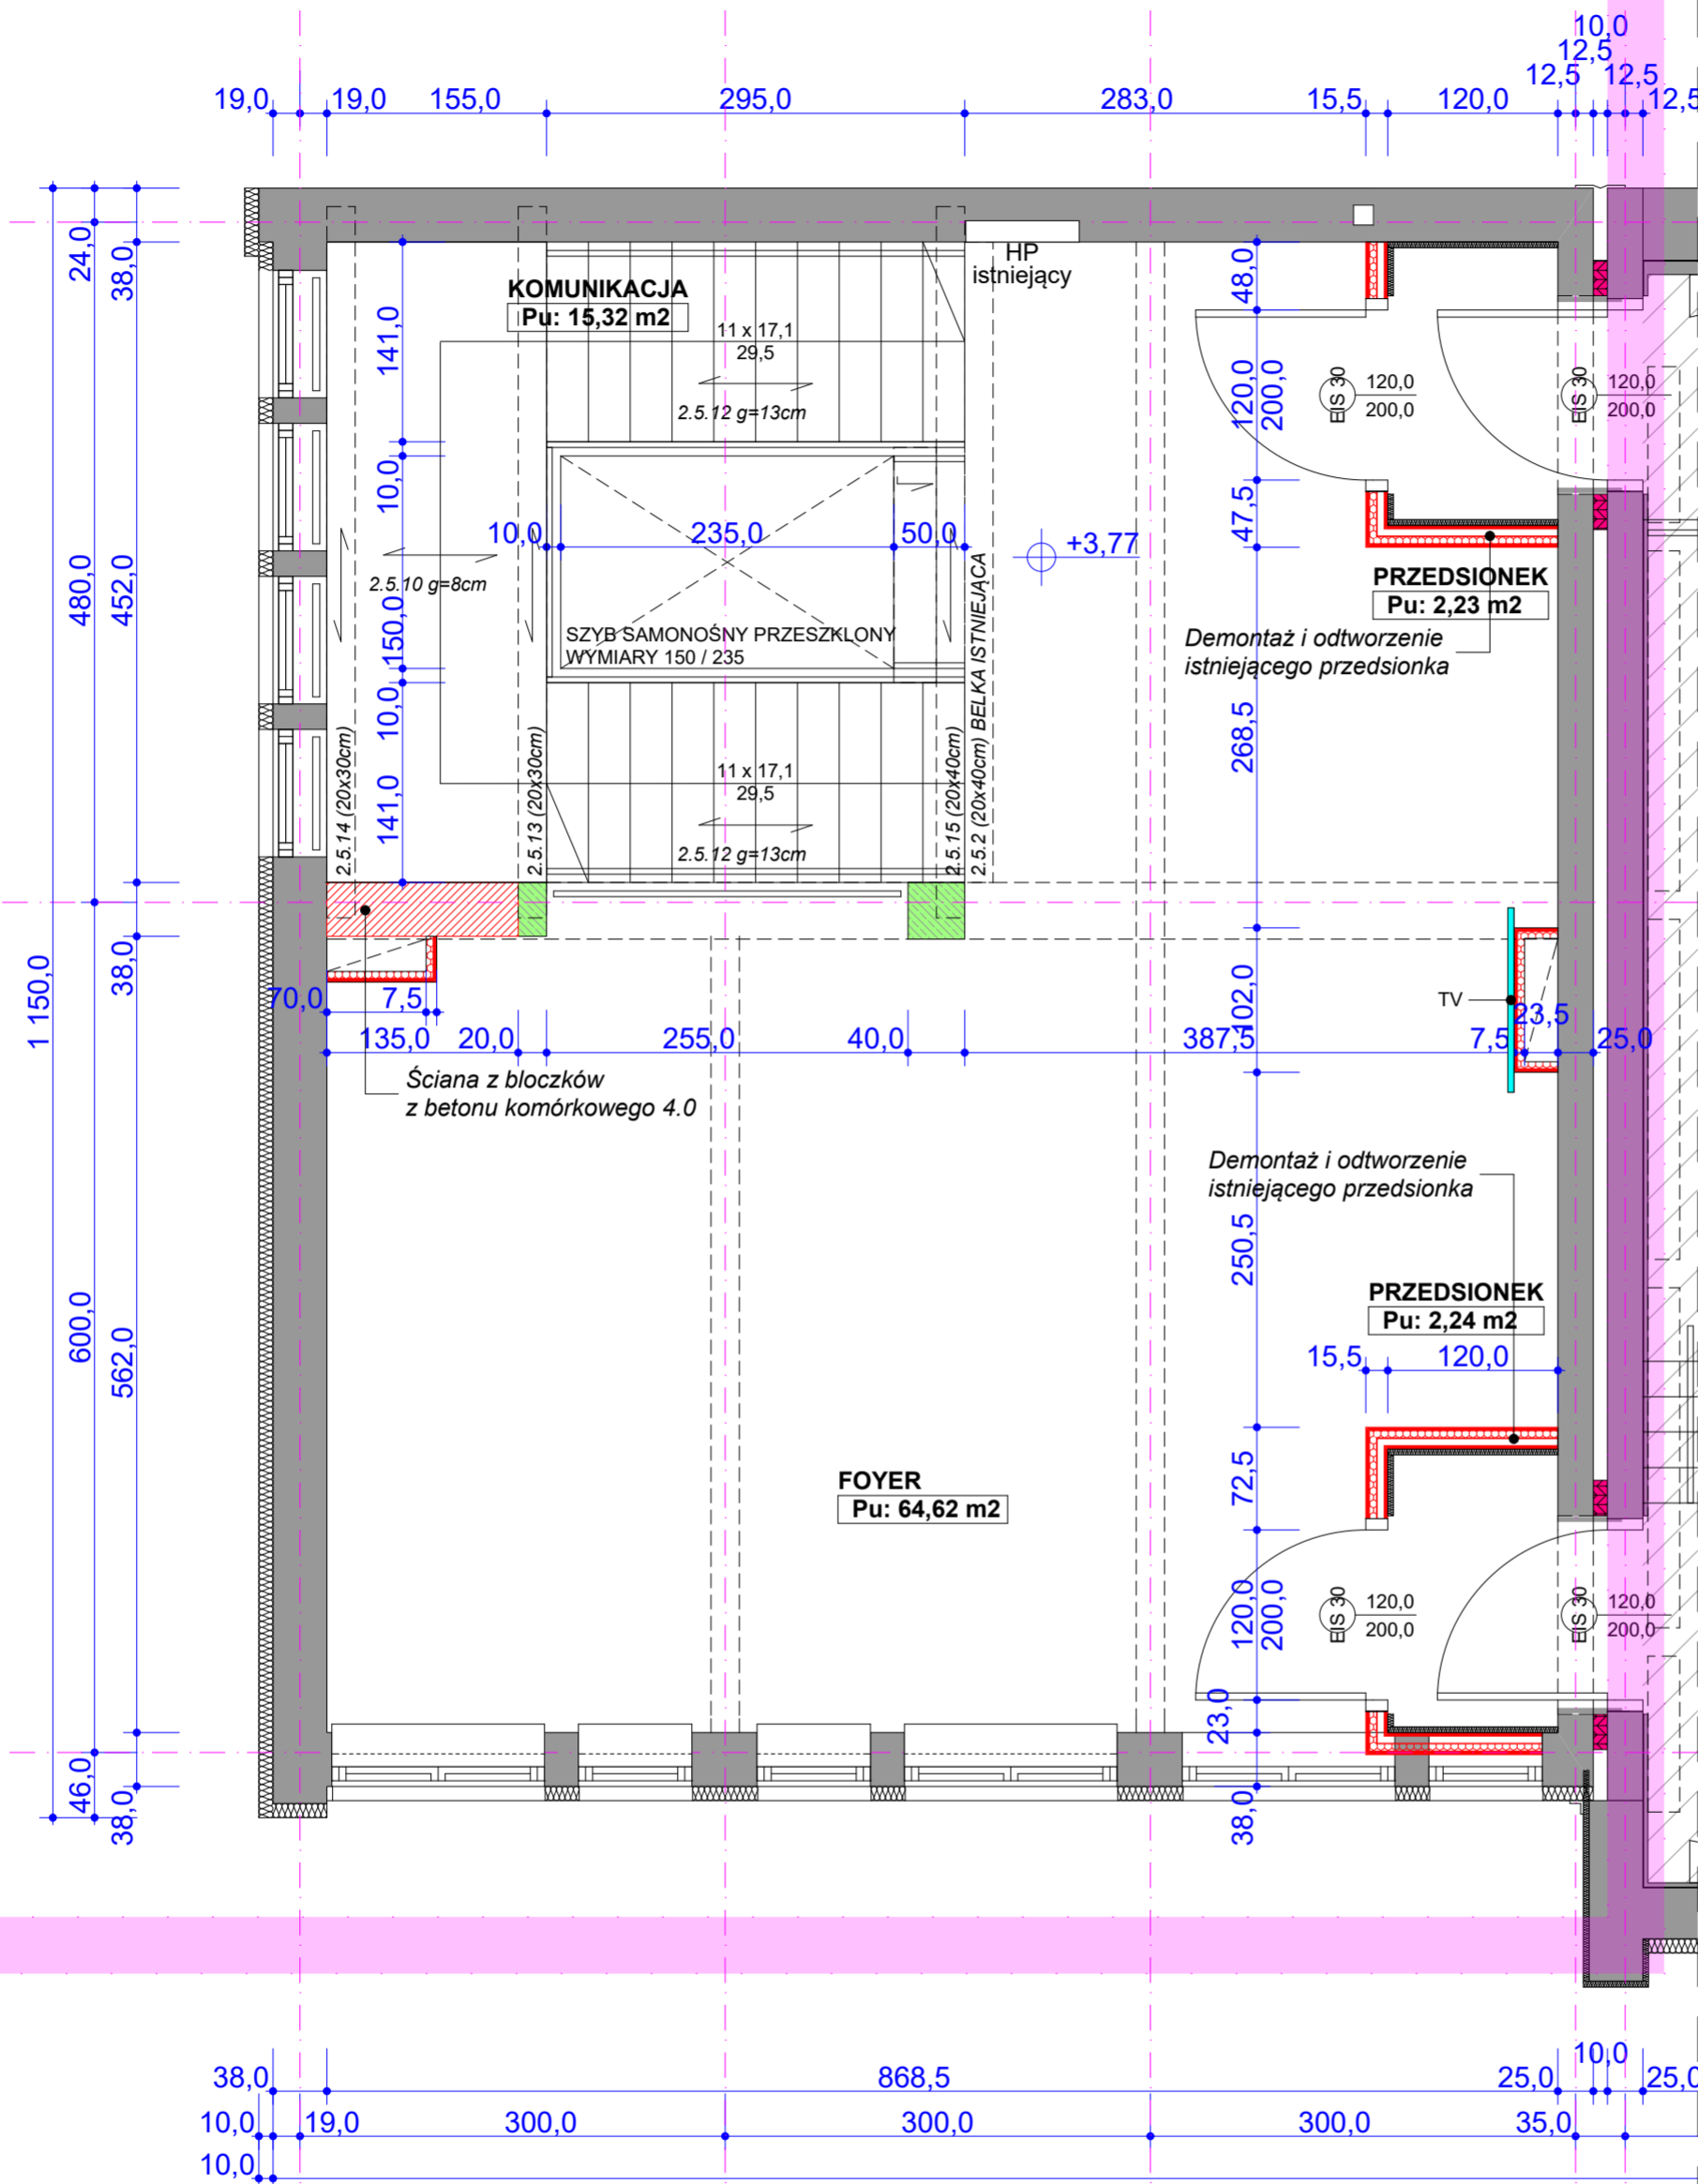 10,0
12,5
12,5 12,5
19,0 19,0 155,0 295,0 283,0 15,5 120,0 12,5
24,0
38,0
HP
istniejący
48,0
KOMUNIKACJA
Pu: 15,32 m2
141,0
11 x 17,1
29,5
2.5.12 g=13cm
120,0
200,0
EIS 30
120,0
200,0
EIS 30
120,0
200,0
10,0
10,0 235,0 50,0
47,5
+3,77
480,0
452,0
2.5.10 g=8cm
150,0
SZYB SAMONOŚNY PRZESZKLONY
WYMIARY 150 / 235
PRZEDSIONEK
Pu: 2,23 m2
Demontaż i odtworzenie
istniejącego przedsionka
10,0
268,5
2.5.14 (20x30cm)
2.5.13 (20x30cm)
2.5.15 (20x40cm)
2.5.2 (20x40cm) BELKA ISTNIEJĄCA
141,0
11 x 17,1
29,5
2.5.12 g=13cm
1 150,0
38,0
70,0 7,5
TV
102,0
23,5
135,0 20,0 255,0 40,0 387,5 7,5 25,0
Ściana z bloczków
z betonu komórkowego 4.0
Demontaż i odtworzenie
istniejącego przedsionka
250,5
600,0
562,0
PRZEDSIONEK
Pu: 2,24 m2
15,5 120,0
FOYER
Pu: 64,62 m2
72,5
120,0
200,0
EIS 30
120,0
200,0
EIS 30
120,0
200,0
23,0
46,0
38,0
38,0
38,0 868,5 25,0 10,0 25,0
10,0 19,0 300,0 300,0 300,0 35,0
10,0